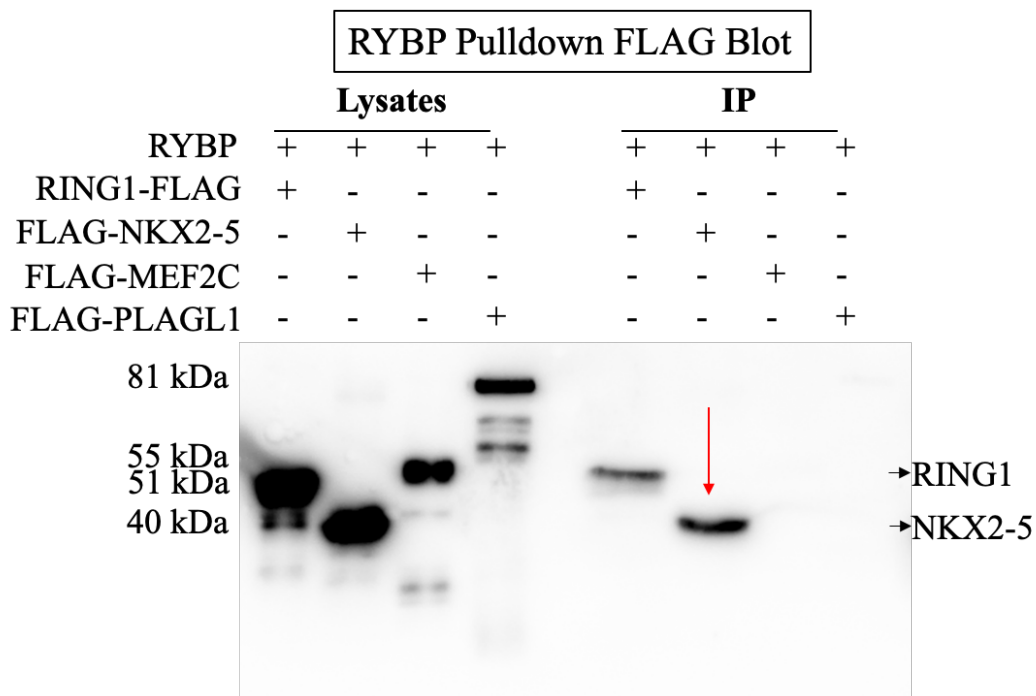 RYBP Pulldown FLAG Blot
Lysates IP
RYBP + + + + + + + +
RING1-FLAG + - - - + - - -
FLAG-NKX2-5 - + - - - + - -
FLAG-MEF2C - - + - - - + -
FLAG-PLAGL1 - - - + - - - +
81 kDa
55 kDa
51 kDa
40 kDa
RING1
NKX2-5